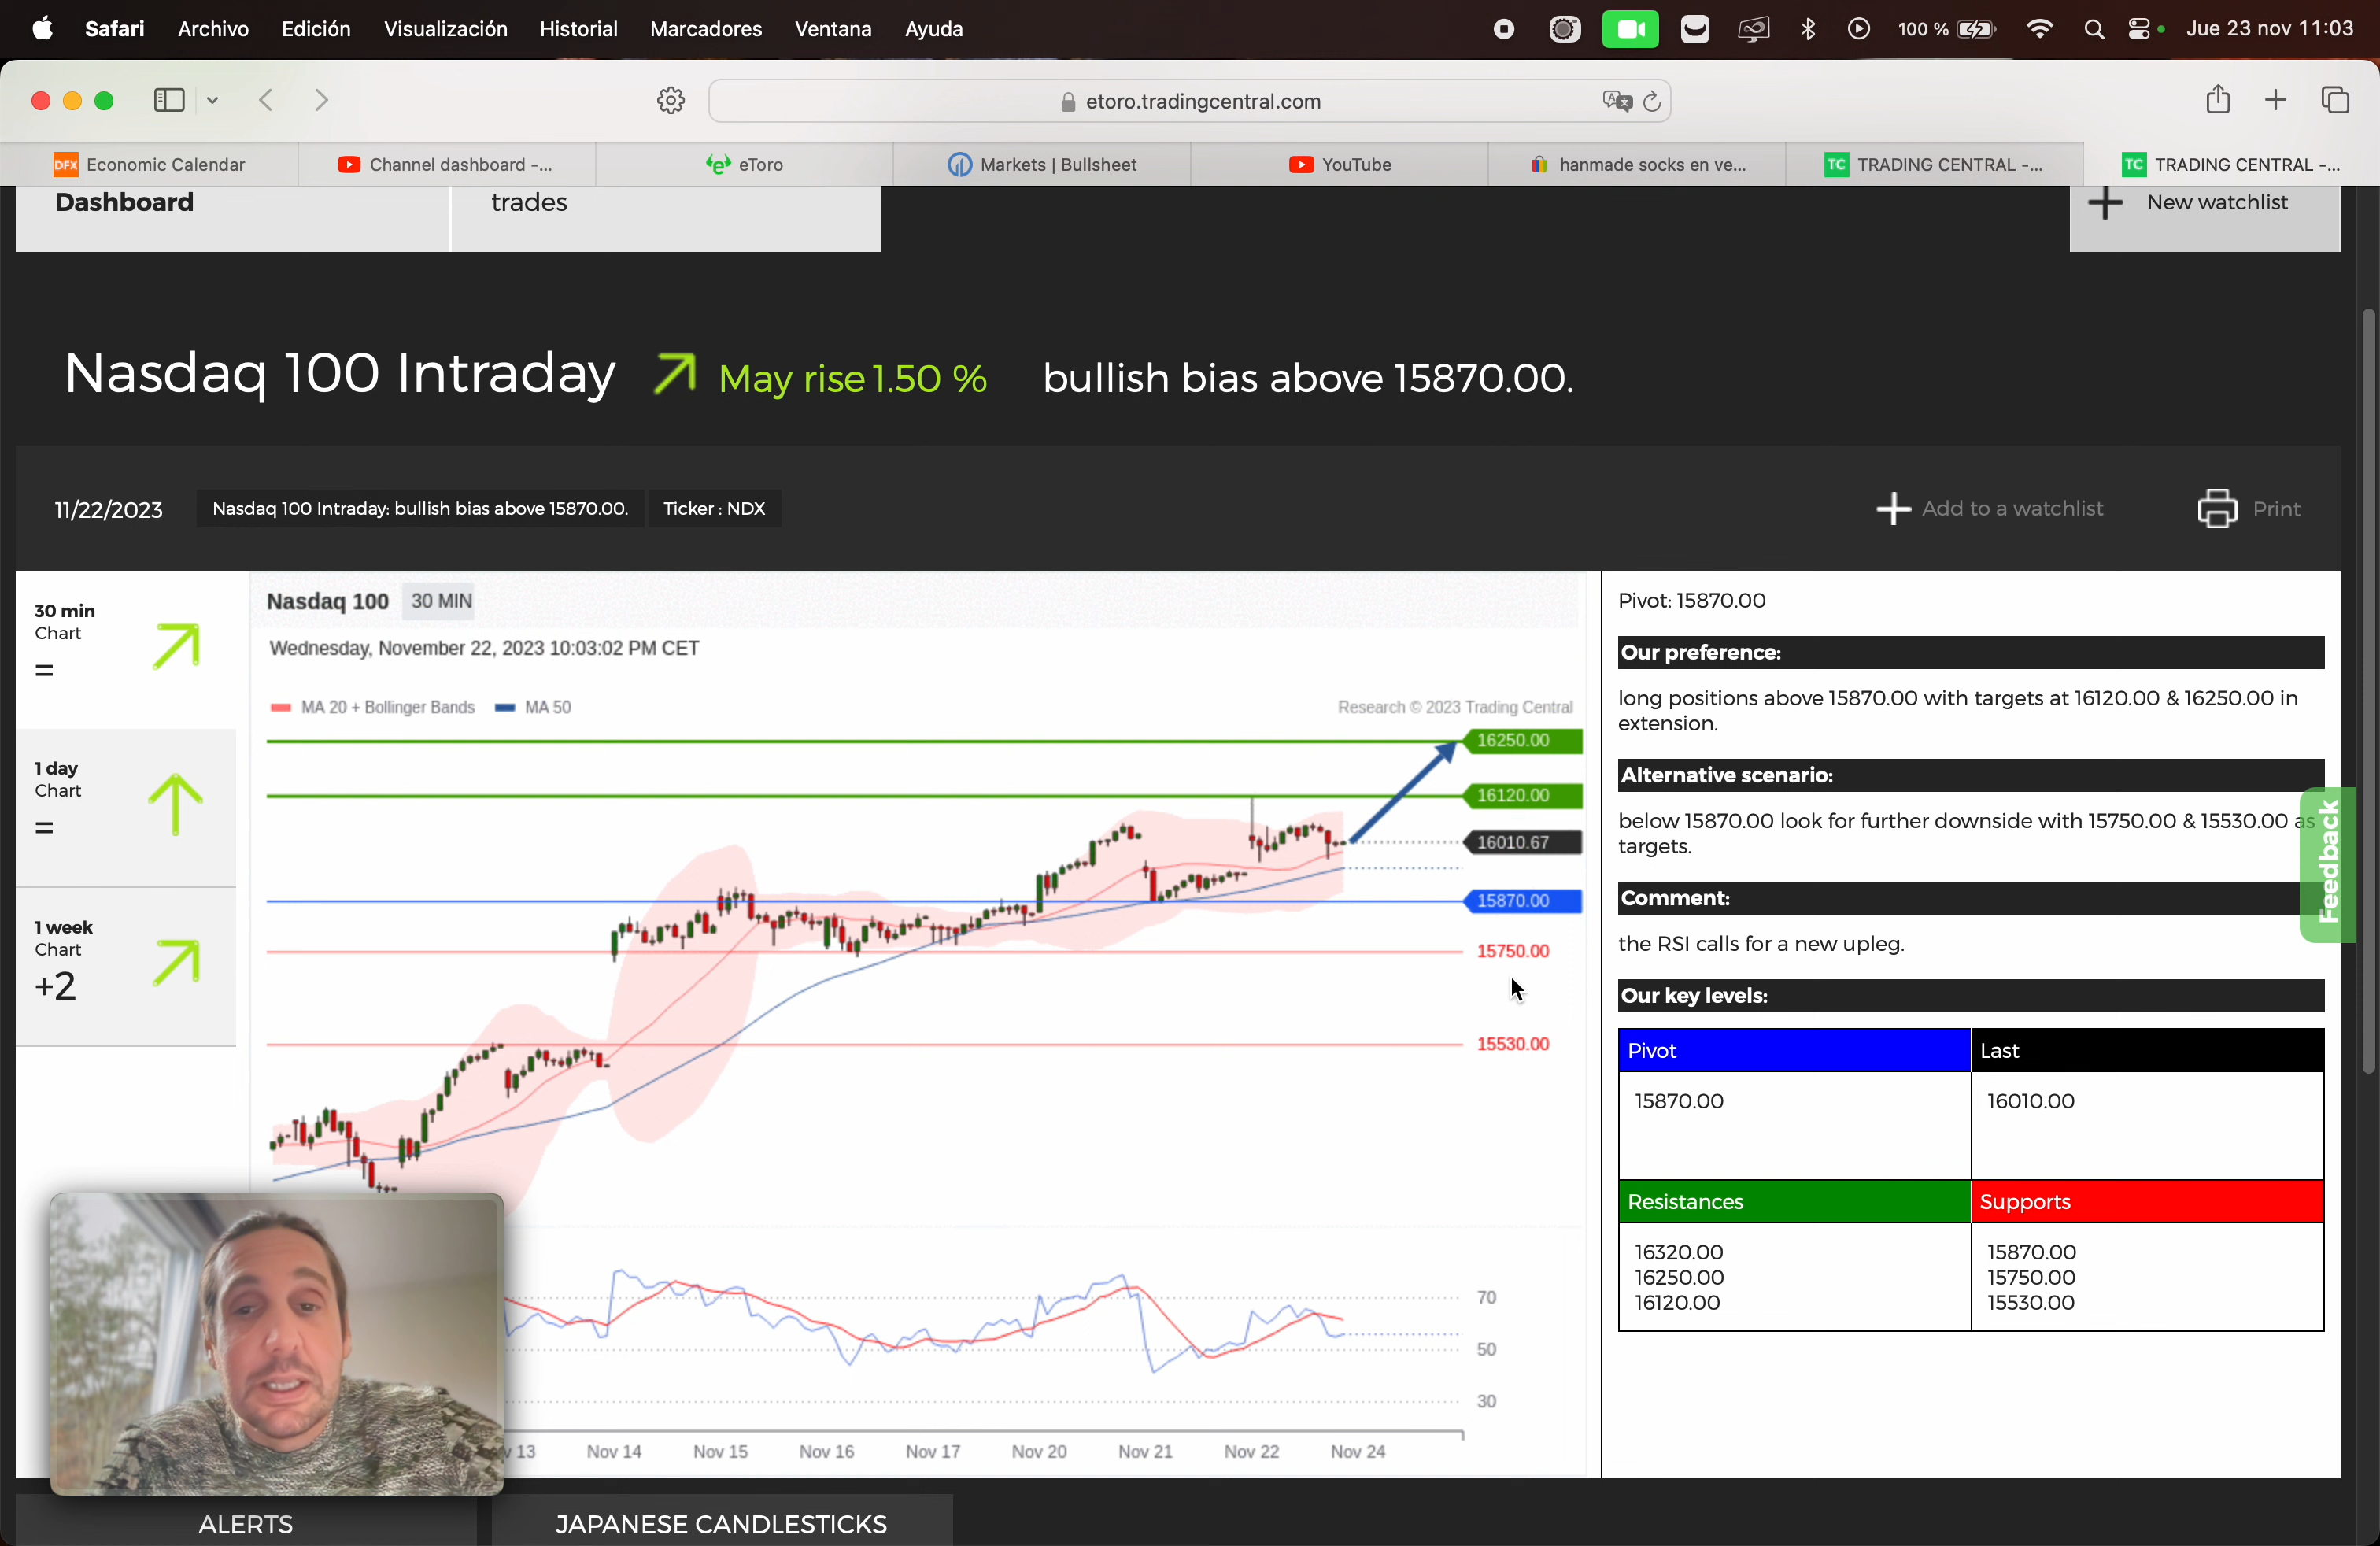 Safari Archivo Edición Visualización Historial Marcadores Ventana Ayuda 100 % Jue 23 nov 11:03
etoro.tradingcentral.com
DFX Economic Calendar Channel dashboard -... eToro Markets | Bullsheet YouTube hanmade socks en ve... TC TRADING CENTRAL -... TC TRADING CENTRAL -...
Dashboard trades New watchlist
Nasdaq 100 Intraday May rise 1.50 % bullish bias above 15870.00.
11/22/2023 Nasdaq 100 Intraday: bullish bias above 15870.00. Ticker : NDX Add to a watchlist Print
30 min
Chart
=
1 day
Chart
=
1 week
Chart
+2
Nasdaq 100 30 MIN
Wednesday, November 22, 2023 10:03:02 PM CET
MA 20 + Bollinger Bands MA 50 Research © 2023 Trading Central
16250.00
16120.00
16010.67
15870.00
15750.00
15530.00
70
50
30
v 13 Nov 14 Nov 15 Nov 16 Nov 17 Nov 20 Nov 21 Nov 22 Nov 24
Pivot: 15870.00
Our preference:
long positions above 15870.00 with targets at 16120.00 & 16250.00 in
extension.
Alternative scenario:
below 15870.00 look for further downside with 15750.00 & 15530.00 as
targets.
Comment:
the RSI calls for a new upleg.
Our key levels:
Pivot Last
15870.00 16010.00
Resistances Supports
16320.00 15870.00
16250.00 15750.00
16120.00 15530.00
Feedback
ALERTS JAPANESE CANDLESTICKS